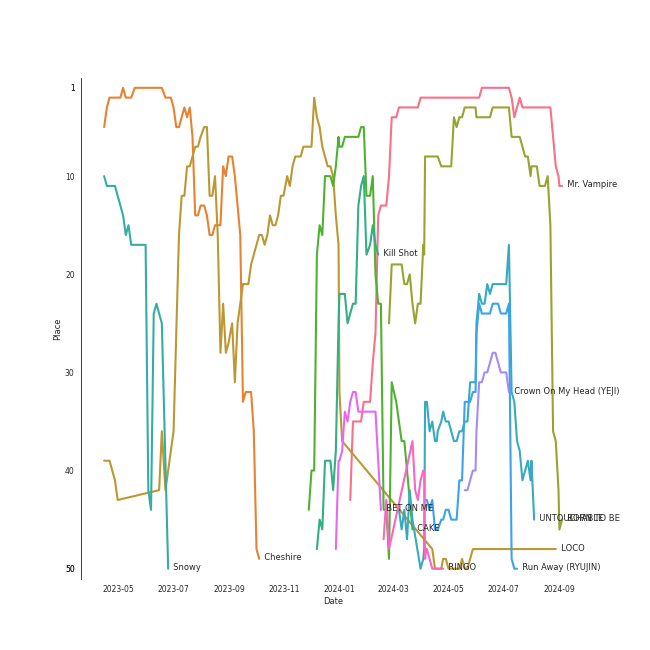 1
10
Mr. Vampire
Kill Shot
20
Place
30
Crown On My Head (YEJI)
40
BET ON ME
UNTOUCHABLE
BORN TO BE
CAKE
LOCO
Cheshire
50
Snowy
RINGO
Run Away (RYUJIN)
2023-05
2023-07
2023-09
2023-11
2024-01
2024-03
2024-05
2024-07
2024-09
Date